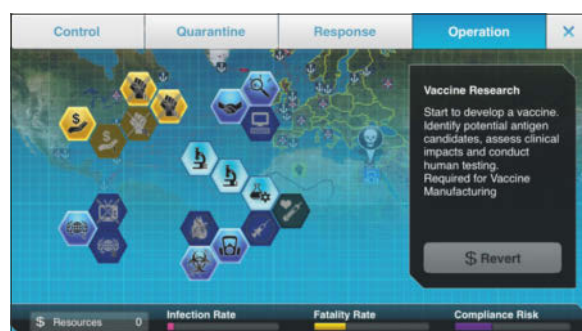 Control
Quarantine
Response
Operation
Vaccine Research
Start to develop a vaccine.
Identify potential antigen
candidates, assess clinical
impacts and conduct
human testing.
Required for Vaccine
Manufacturing
$ Revert
$ Resources 0
Infection Rate
Fatality Rate
Compliance Risk